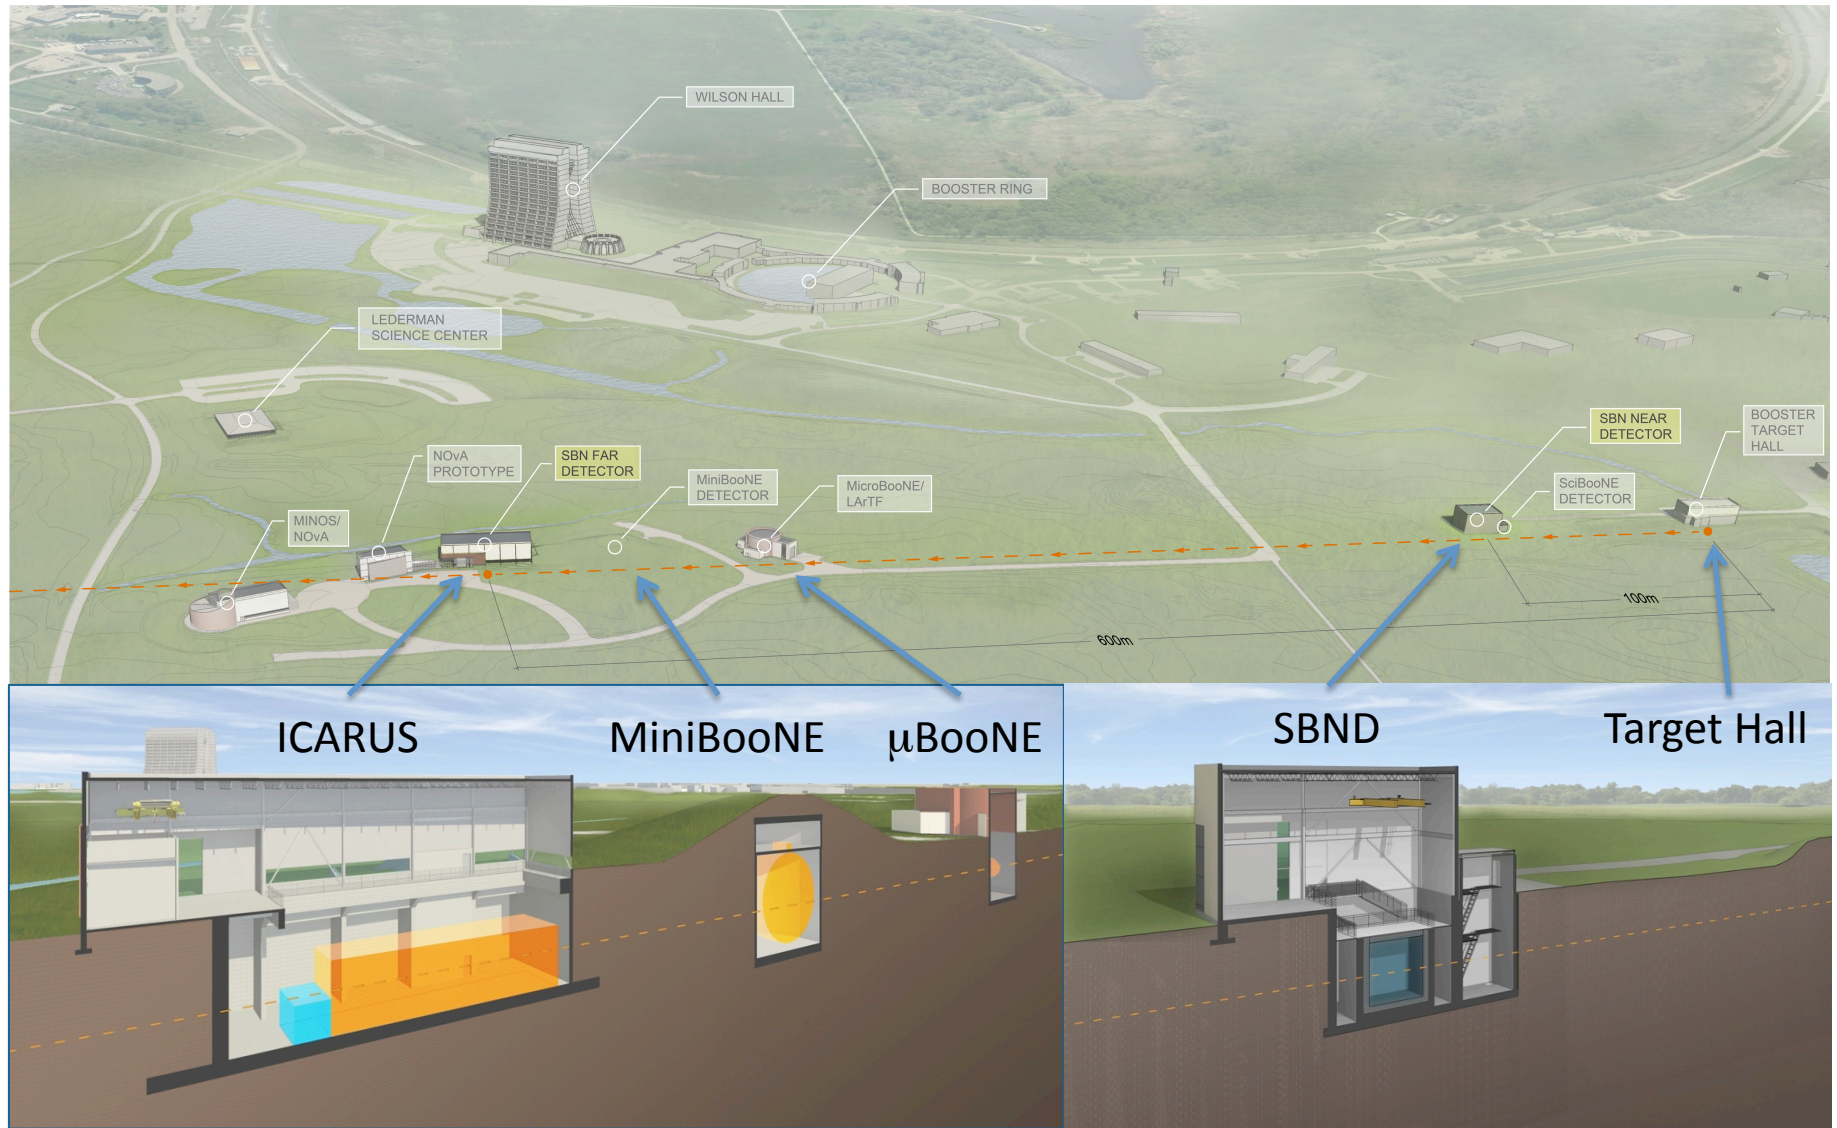 WILSON HALL
BOOSTER RING
LEDERMAN
SCIENCE CENTER
SBN NEAR
DETECTOR
BOOSTER
TARGET
HALL
NOvA
PROTOTYPE
SBN FAR
DETECTOR
MiniBooNE
DETECTOR
MicroBooNE/
LArTF
SciBooNE
DETECTOR
MINOS/
NOvA
100m
600m
ICARUS
MiniBooNE
μBooNE
SBND
Target Hall